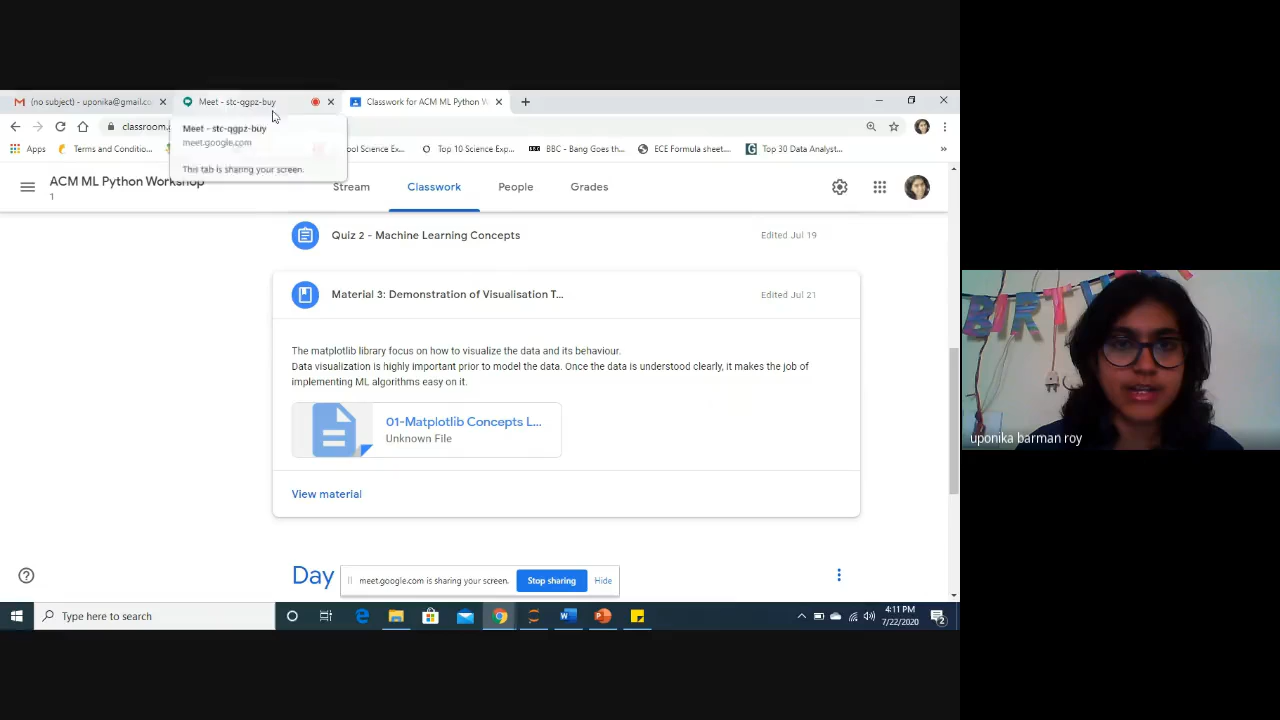 (no subject) - uponika@gmail.co
Meet - stc-qgpz-buy
Classwork for ACM ML Python W
classroom.
Meet - stc-qgpz-buy
meet.google.com
This tab is sharing your screen.
Apps
Terms and Conditio...
ool Science Ex...
Top 10 Science Exp...
BBC - Bang Goes th...
ECE Formula sheet....
Top 30 Data Analyst...
»
ACM ML Python Workshop
1
Stream
Classwork
People
Grades
Quiz 2 - Machine Learning Concepts
Edited Jul 19
Material 3: Demonstration of Visualisation T...
Edited Jul 21
The matplotlib library focus on how to visualize the data and its behaviour.
Data visualization is highly important prior to model the data. Once the data is understood clearly, it makes the job of
implementing ML algorithms easy on it.
01-Matplotlib Concepts L...
Unknown File
View material
Day
meet.google.com is sharing your screen.
Stop sharing
Hide
Type here to search
4:11 PM
7/22/2020
2
BIRT
uponika barman roy